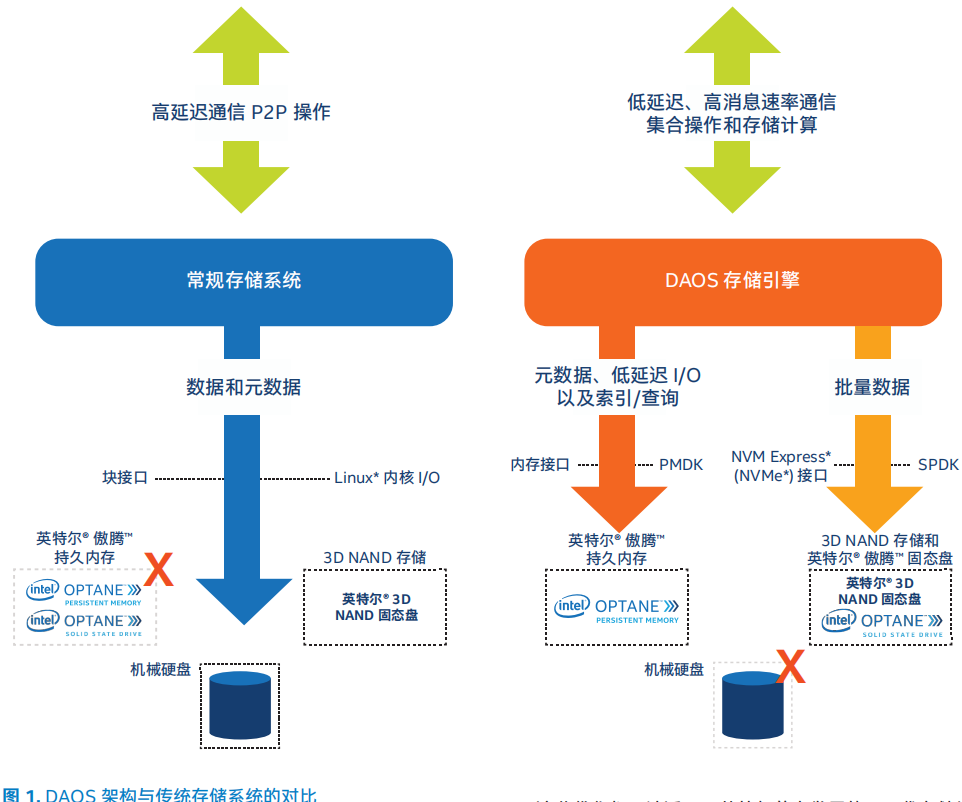 高延迟通信 P2P 操作
常规存储系统
数据和元数据
块接口
Linux* 内核 I/O
英特尔® 傲腾™
持久内存
X
intel OPTANE™
PERSISTENT MEMORY
intel OPTANE™
SOLID STATE DRIVE
3D NAND 存储
英特尔® 3D
NAND 固态盘
机械硬盘
低延迟、高消息速率通信
集合操作和存储计算
DAOS 存储引擎
元数据、低延迟 I/O
以及索引/查询
批量数据
内存接口
PMDK
NVM Express*
(NVMe*) 接口
SPDK
英特尔® 傲腾™
持久内存
intel OPTANE™
PERSISTENT MEMORY
3D NAND 存储和
英特尔® 傲腾™ 固态盘
英特尔® 3D
NAND 固态盘
intel OPTANE™
SOLID STATE DRIVE
机械硬盘
X
图 1. DAOS 架构与传统存储系统的对比